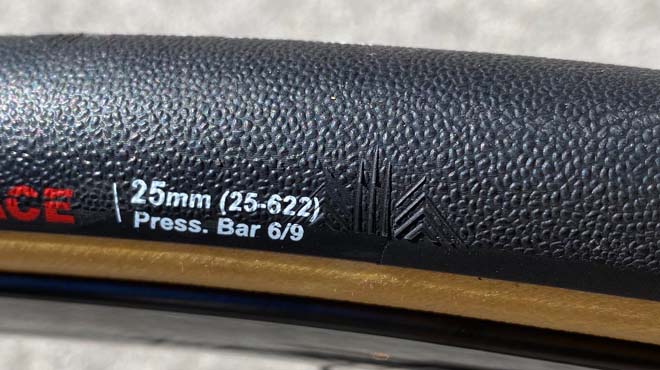 ACE | 25mm (25-622)
Press. Bar 6/9